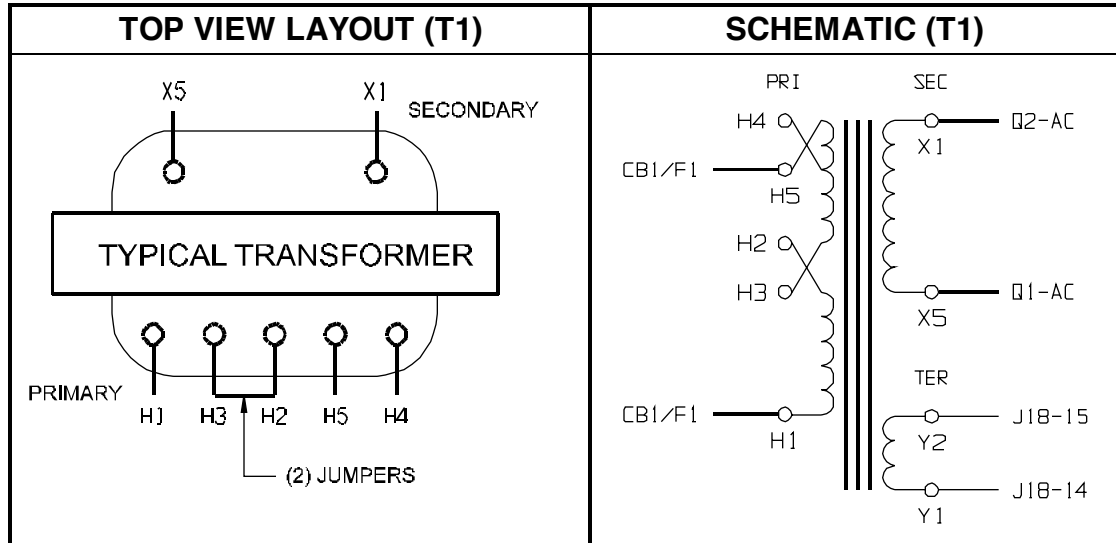 TOP VIEW LAYOUT (T1)
X5
X1
SECONDARY
TYPICAL TRANSFORMER
PRIMARY
H1
H3
H2
H5
H4
(2) JUMPERS
SCHEMATIC (T1)
PRI
SEC
H4
Q2-AC
X1
CB1/F1
H5
H2
H3
Q1-AC
X5
TER
CB1/F1
H1
J18-15
Y2
J18-14
Y1